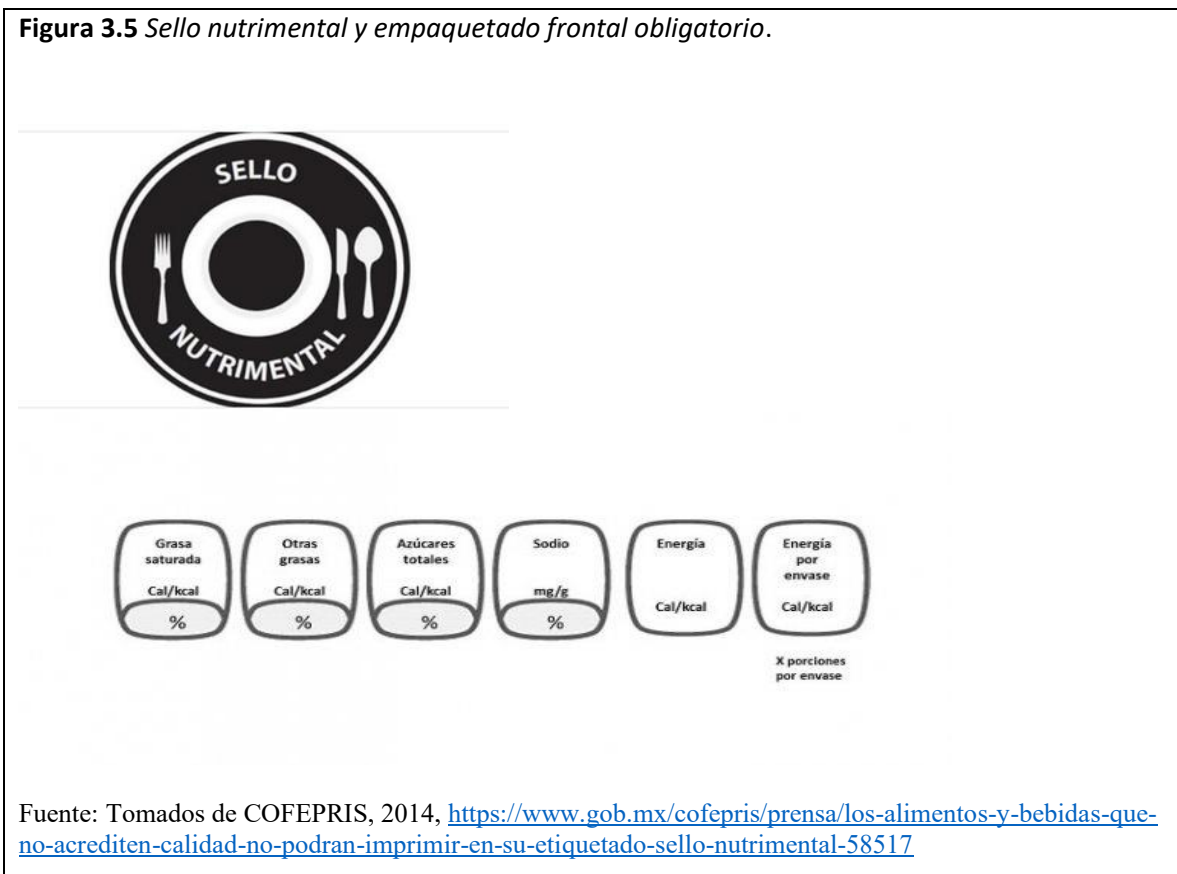 Figura 3.5 Sello nutrimental y empaquetado frontal obligatorio.
SELLO
NUTRIMENTAL
Grasa
saturada
Cal/kcal
%
Otras
grasas
Cal/kcal
%
Azúcares
totales
Cal/kcal
%
Sodio
mg/g
%
Energía
Cal/kcal
Energía
por
envase
Cal/kcal
X porciones
por envase
Fuente: Tomados de COFEPRIS, 2014, https://www.gob.mx/cofepris/prensa/los-alimentos-y-bebidas-que-
no-acrediten-calidad-no-podran-imprimir-en-su-etiquetado-sello-nutrimental-58517